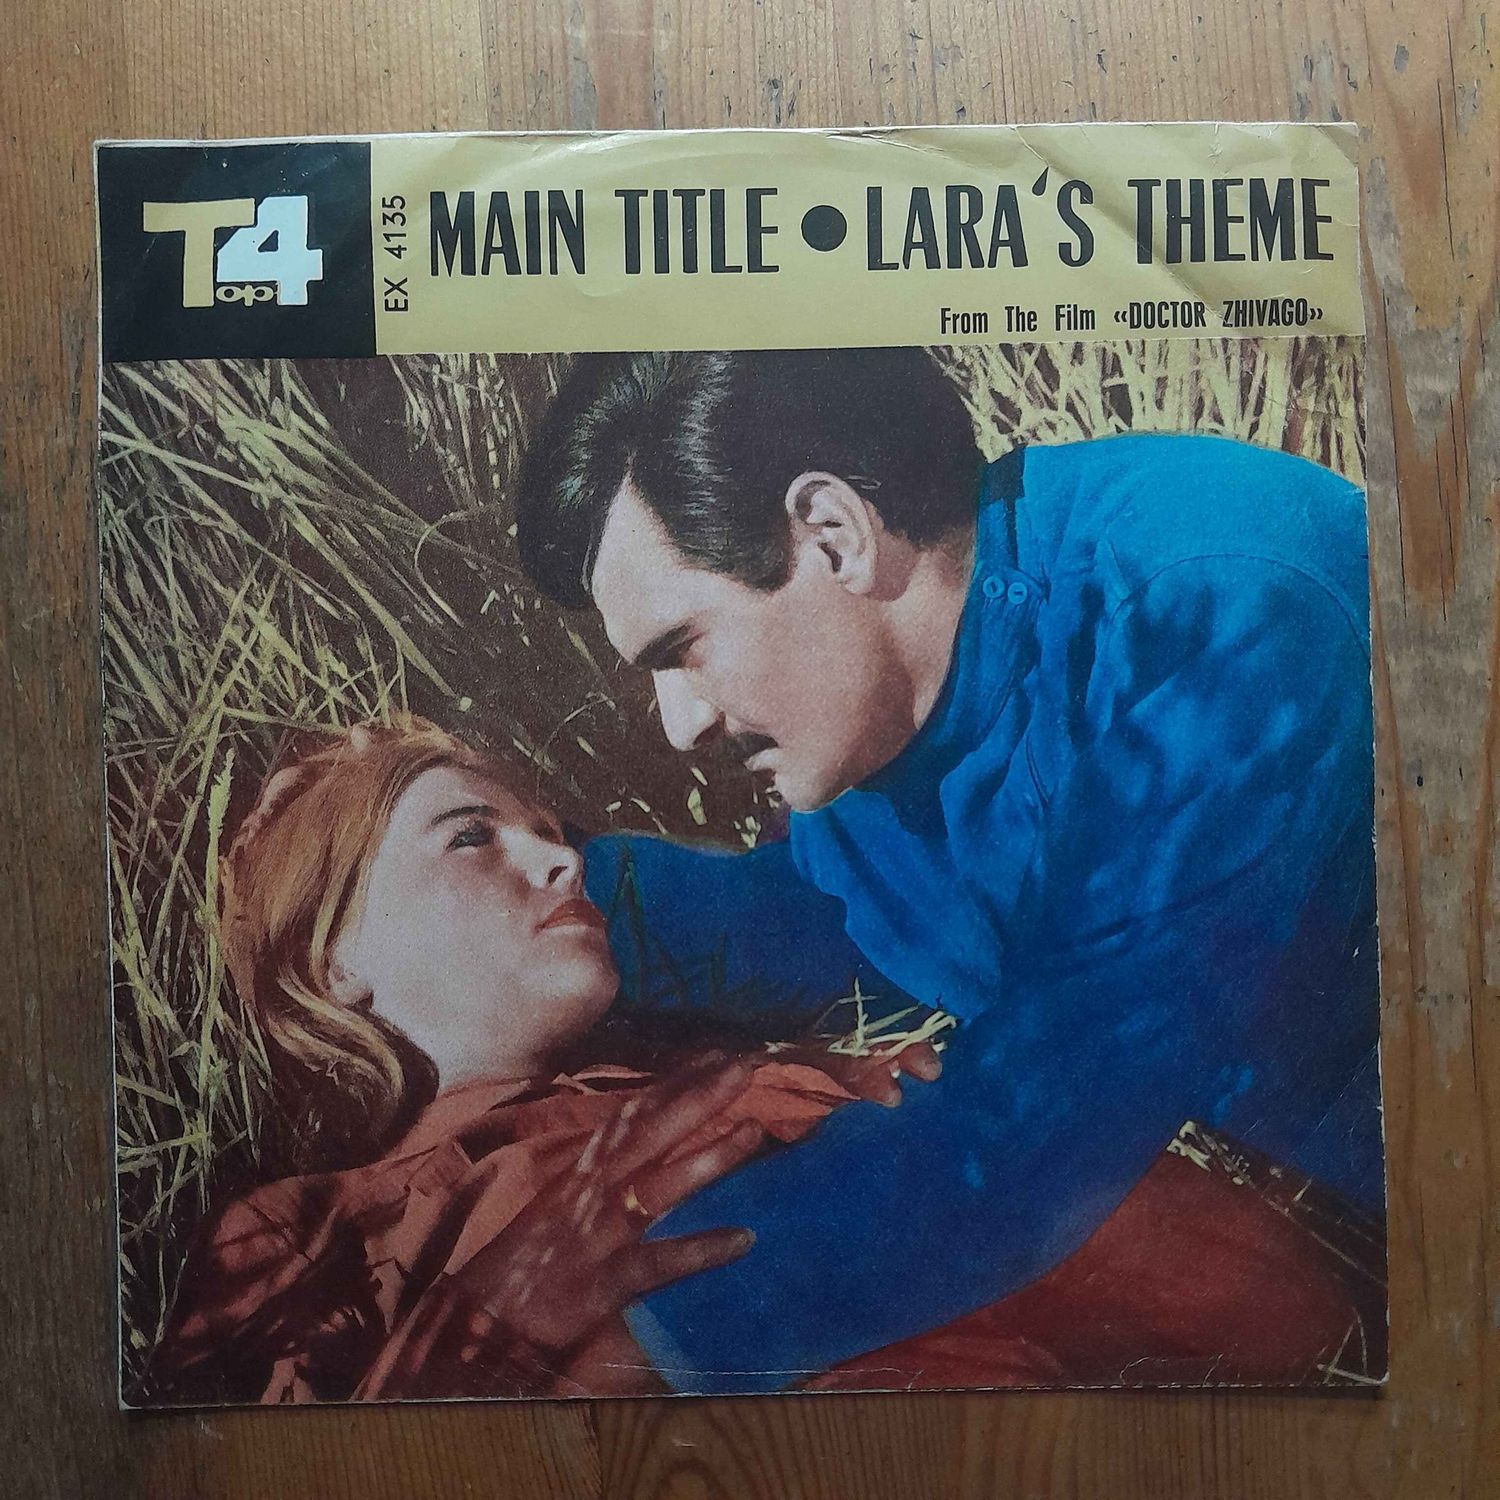 Top 4
EX 4135
MAIN TITLE • LARA'S THEME
From The Film «DOCTOR ZHIVAGO»